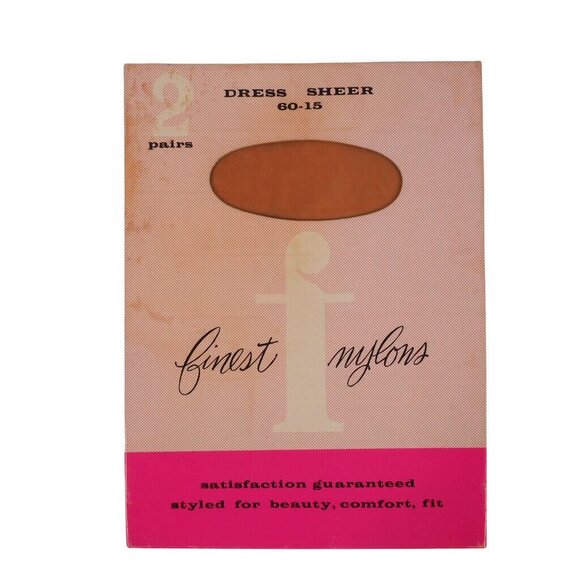 2
pairs
DRESS SHEER
60-15
f
finest nylons
satisfaction guaranteed
styled for beauty, comfort, fit